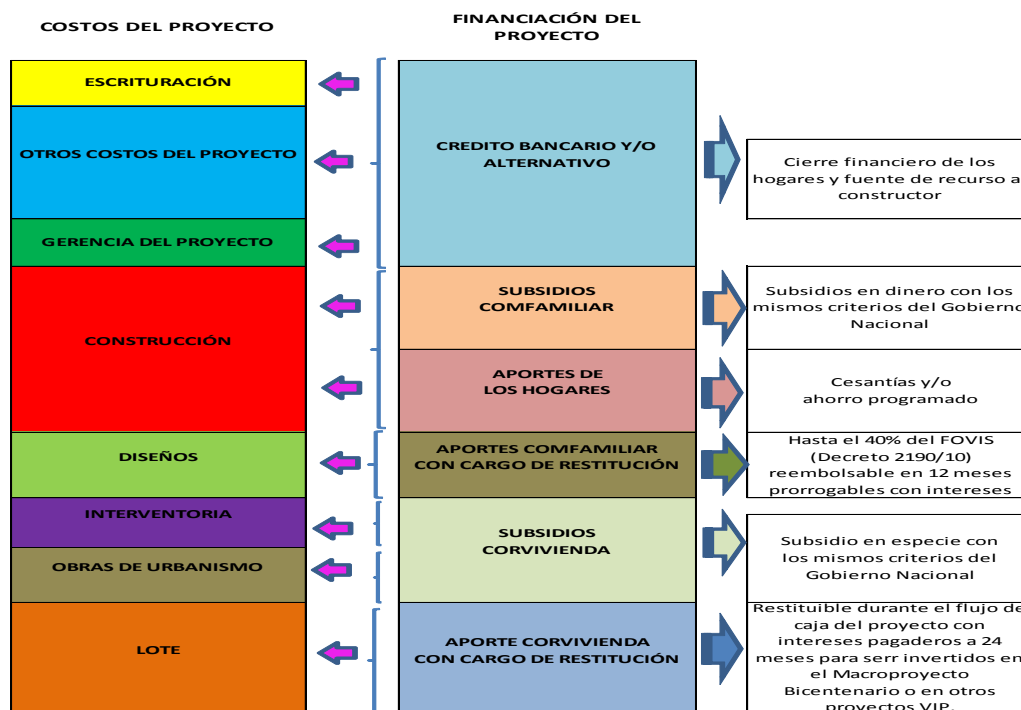 COSTOS DEL PROYECTO
FINANCIACIÓN DEL
PROYECTO
ESCRITURACIÓN
OTROS COSTOS DEL PROYECTO
GERENCIA DEL PROYECTO
CONSTRUCCIÓN
DISEÑOS
INTERVENTORIA
OBRAS DE URBANISMO
LOTE
CREDITO BANCARIO Y/O
ALTERNATIVO
SUBSIDIOS
COMFAMILIAR
APORTES DE
LOS HOGARES
APORTES COMFAMILIAR
CON CARGO DE RESTITUCIÓN
SUBSIDIOS
CORVIVIENDA
APORTE CORVIVIENDA
CON CARGO DE RESTITUCIÓN
Cierre financiero de los
hogares y fuente de recurso a
constructor
Subsidios en dinero con los
mismos criterios del Gobierno
Nacional
Cesantías y/o
ahorro programado
Hasta el 40% del FOVIS
(Decreto 2190/10)
reembolsable en 12 meses
prorrogables con intereses
Subsidio en especie con
los mismos criterios del
Gobierno Nacional
Restituible durante el flujo de
caja del proyecto con
intereses pagaderos a 24
meses para serr invertidos en
el Macroproyecto
Bicentenario o en otros
proyectos VIP.